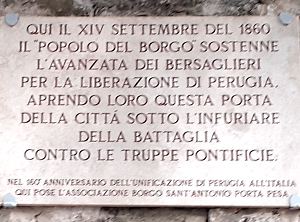 QUI IL XIV SETTEMBRE DEL 1860
IL "POPOLO DEL BORGO" SOSTENNE
L'AVANZATA DEI BERSAGLIERI
PER LA LIBERAZIONE DI PERUGIA,
APRENDO LORO QUESTA PORTA
DELLA CITTÁ SOTTO L'INFURIARE
DELLA BATTAGLIA
CONTRO LE TRUPPE PONTIFICIE.
NEL 160° ANNIVERSARIO DELL'UNIFICAZIONE DI PERUGIA ALL'ITALIA
QUI POSE L'ASSOCIAZIONE BORGO SANT'ANTONIO PORTA PESA